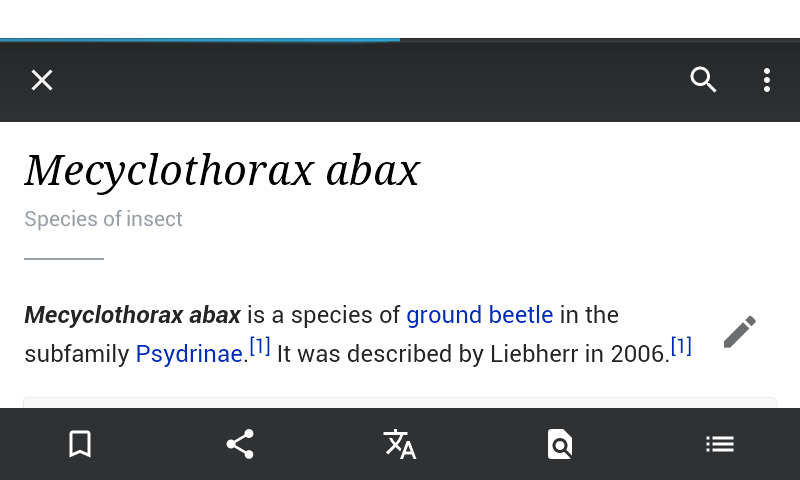 Mecyclothorax abax
Species of insect
Mecyclothorax abax is a species of ground beetle in the
subfamily Psydrinae.[1] It was described by Liebherr in 2006.[1]